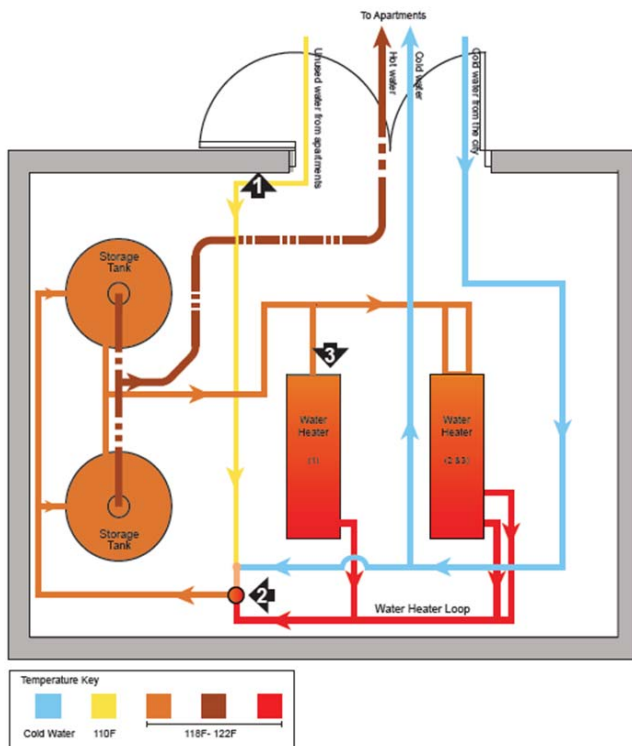 To Apartments
Unused water from apartments
Hot water
Cold water
Cold water from the city
1
Storage
Tank
3
Water
Heater
(1)
Water
Heater
(2 &3)
Storage
Tank
2
Water Heater Loop
Temperature Key
Cold Water
110F
118F- 122F